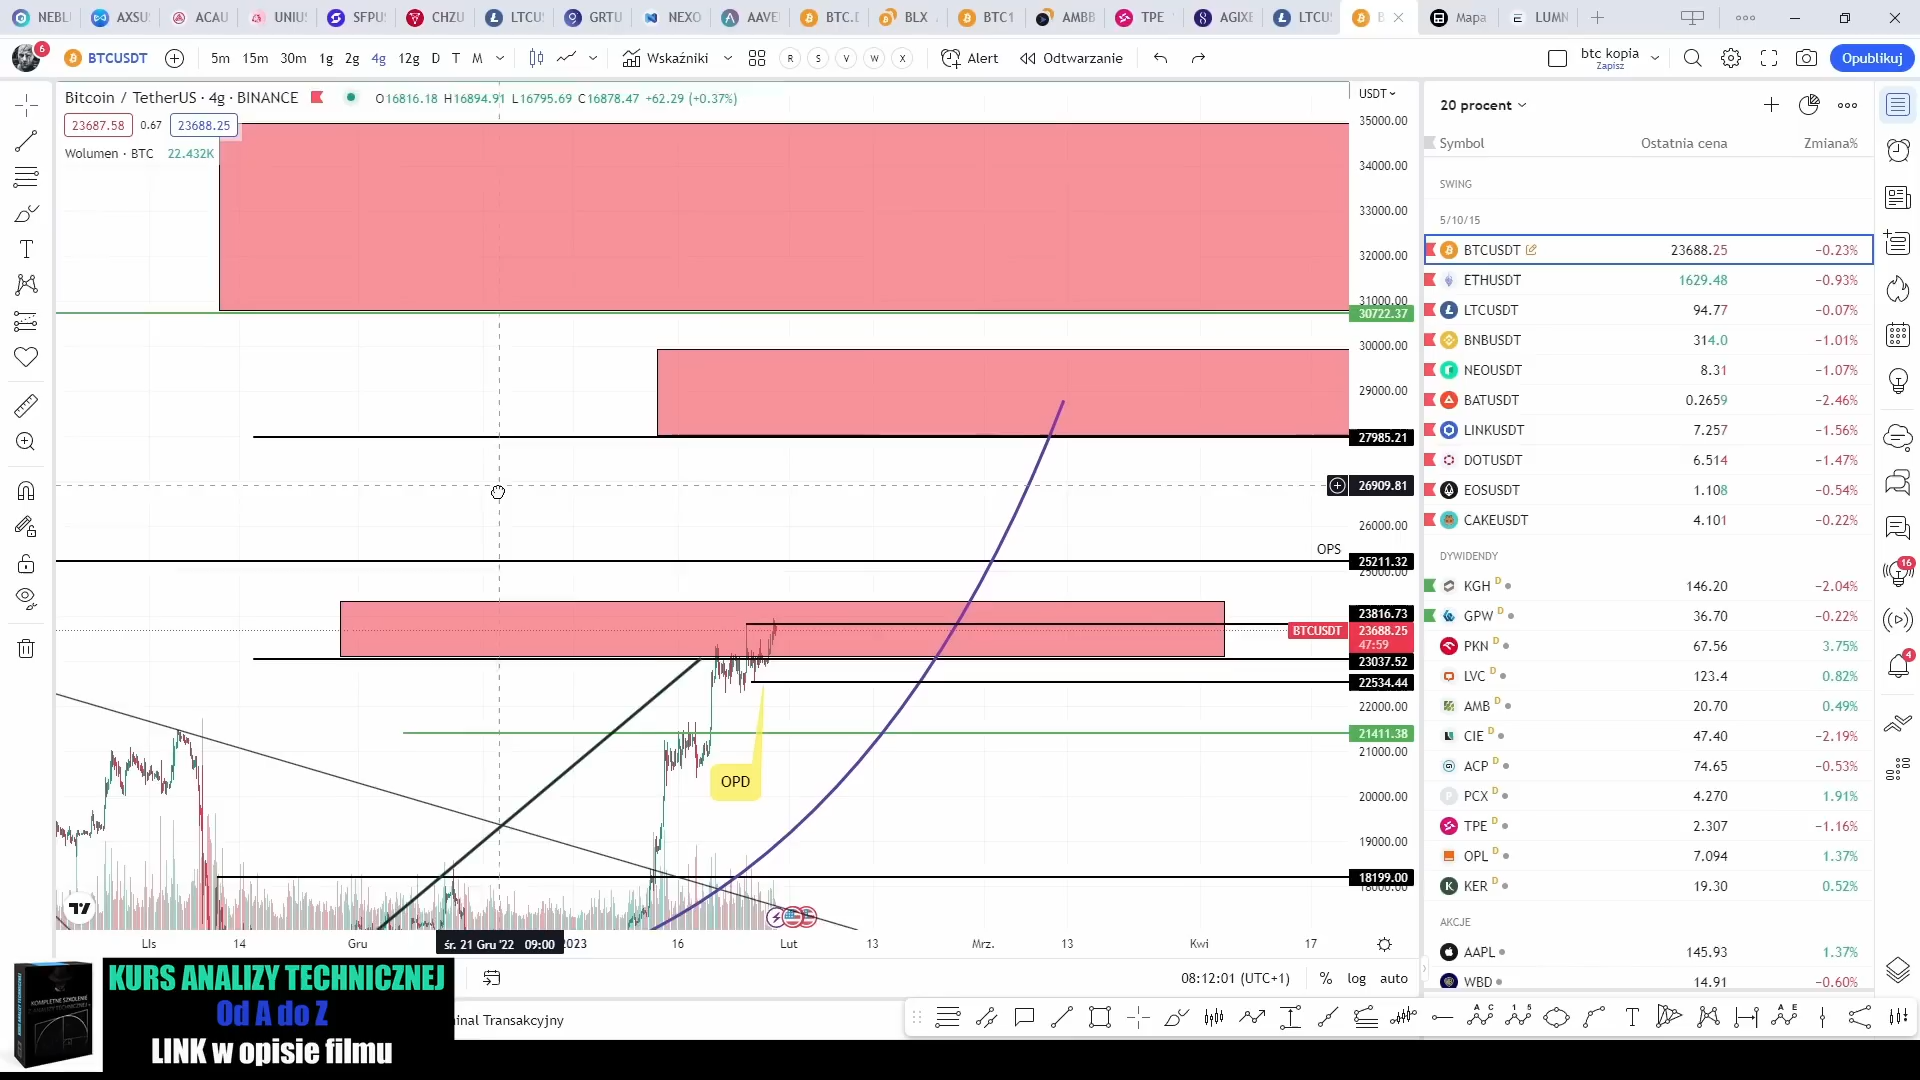 NEBL AXSU ACAU UNIU SFPU CHZU LTCU GRTU NEXO AAVE BTC.D BLX BTC1 AMBB TPE AGIXB LTCU Mapa LUMN
6 BTCUSDT 5m 15m 30m 1g 2g 4g 12g D T M Wskaźniki R S V W X Alert Odtwarzanie btc kopia Zapisz Opublikuj
Bitcoin / TetherUS · 4g · BINANCE O16816.18 H16894.91 L16795.69 C16878.47 +62.29 (+0.37%)
23687.58 0.67 23688.25
Wolumen · BTC 22.432K
USDT
35000.00
34000.00
33000.00
32000.00
31000.00
30722.37
30000.00
29000.00
27985.21
26909.81
26000.00
OPS
25211.32
25000.00
23816.73
BTCUSDT 23688.25
47:59
23037.52
22534.44
22000.00
21411.38
21000.00
OPD
20000.00
19000.00
18199.00
18000.00
LIs 14 Gru śr. 21 Gru '22 09:00 2023 16 Lut 13 Mrz. 13 Kwi 17
08:12:01 (UTC+1) % log auto
20 procent
Symbol Ostatnia cena Zmiana%
SWING
5/10/15
BTCUSDT 23688.25 −0.23%
ETHUSDT 1629.48 −0.93%
LTCUSDT 94.77 −0.07%
BNBUSDT 314.0 −1.01%
NEOUSDT 8.31 −1.07%
BATUSDT 0.2659 −2.46%
LINKUSDT 7.257 −1.56%
DOTUSDT 6.514 −1.47%
EOSUSDT 1.108 −0.54%
CAKEUSDT 4.101 −0.22%
DYWIDENDY
KGH D 146.20 −2.04%
GPW D 36.70 −0.22%
PKN D 67.56 3.75%
LVC D 123.4 0.82%
AMB D 20.70 0.49%
CIE D 47.40 −2.19%
ACP D 74.65 −0.53%
PCX D 4.270 1.91%
TPE D 2.307 −1.16%
OPL D 7.094 1.37%
KER D 19.30 0.52%
AKCJE
AAPL 145.93 1.37%
WBD 14.91 −0.60%
16
4
KURS ANALIZY TECHNICZNEJ
Od A do Z
LINK w opisie filmu
inal Transakcyjny